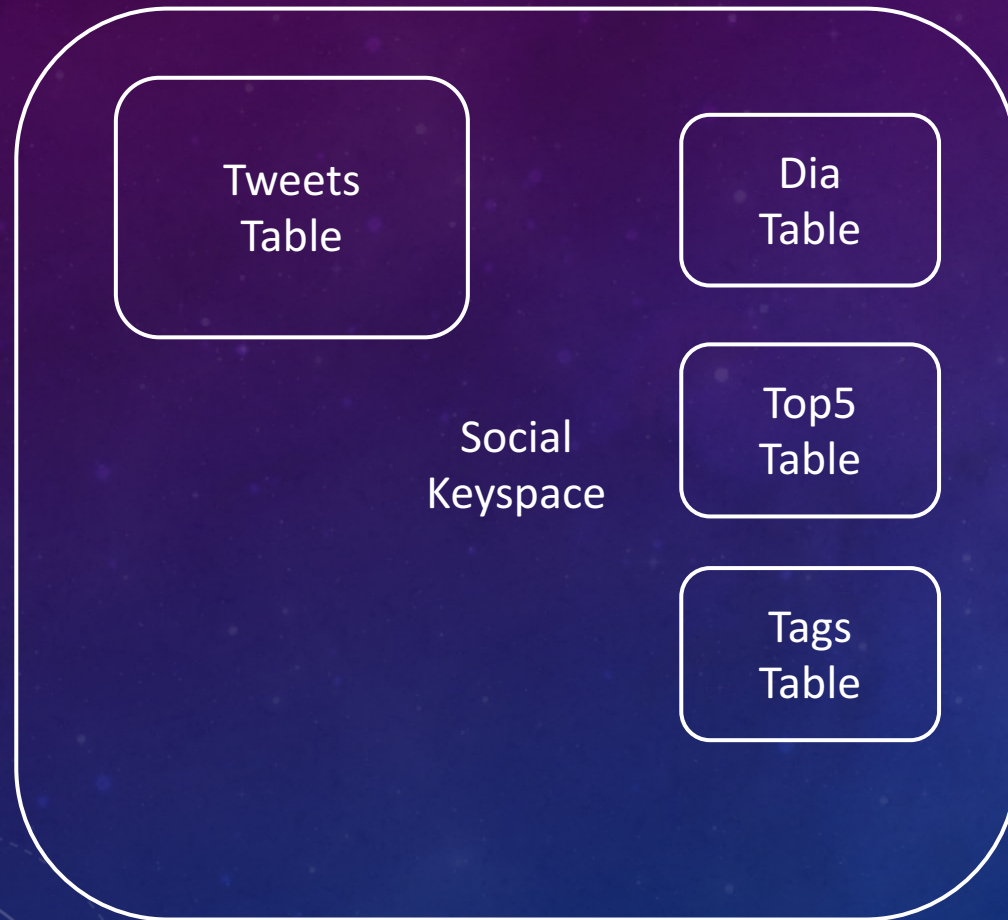 Tweets
Table
Dia
Table
Top5
Table
Social
Keyspace
Tags
Table